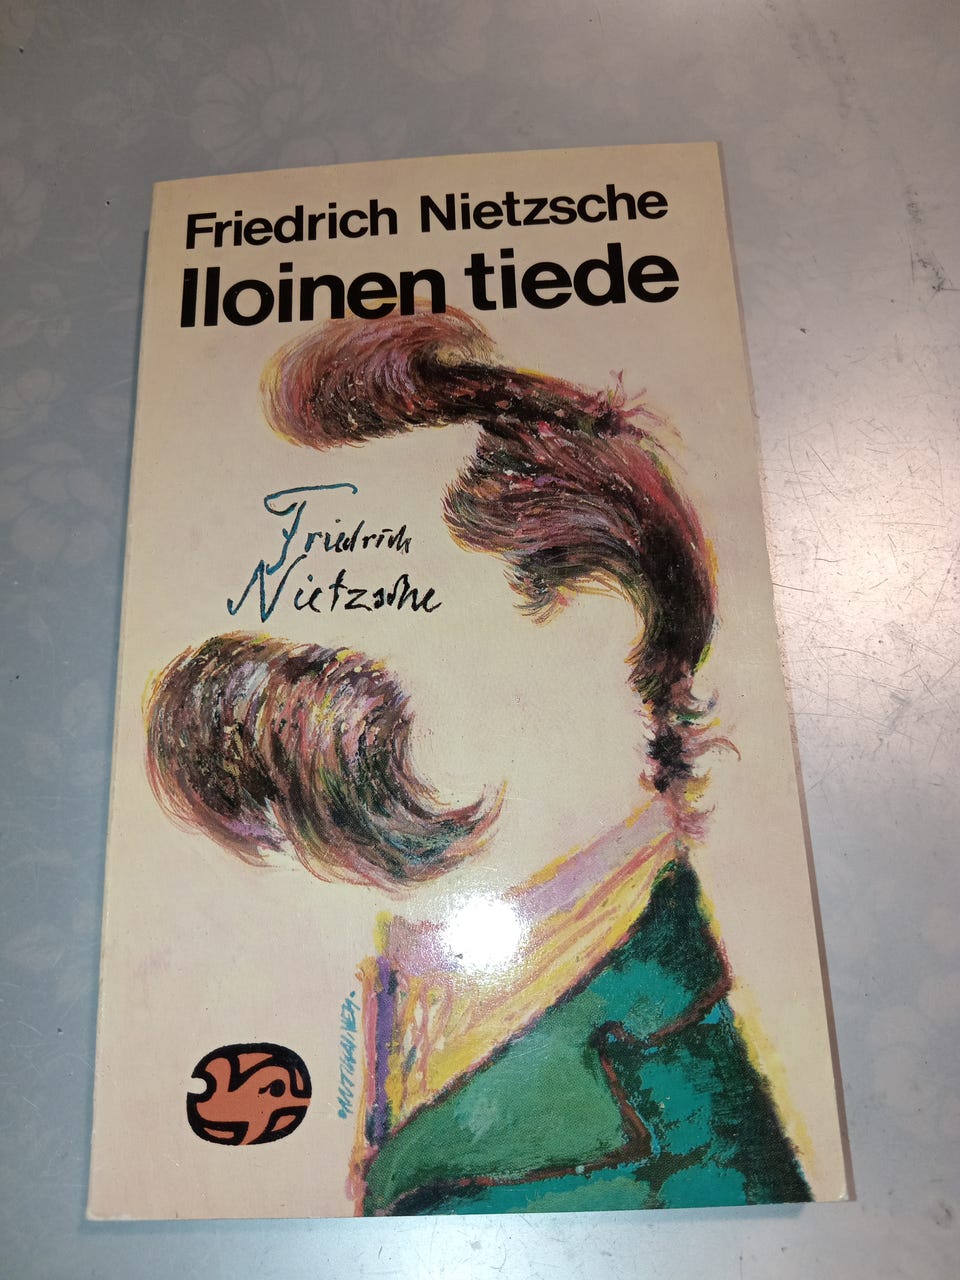 Friedrich Nietzsche
Iloinen tiede
Friedrich
Nietzsche